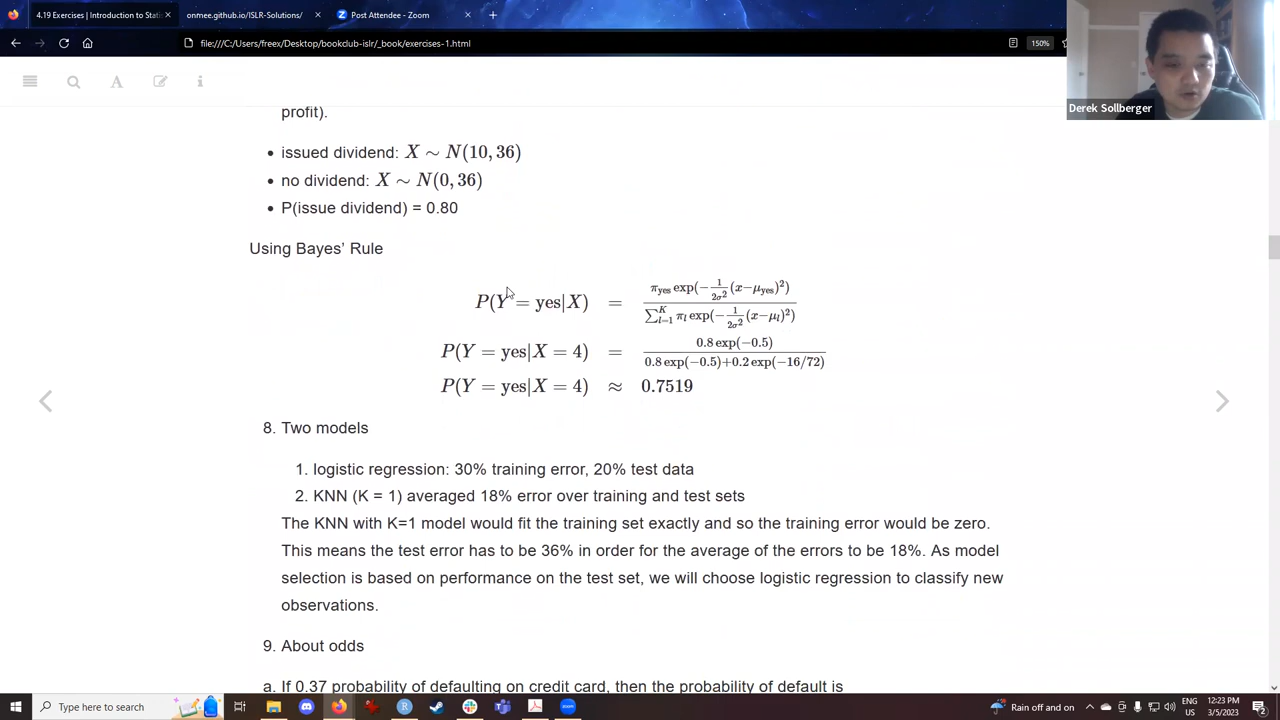 4.19 Exercises | Introduction to Stati
onmee.github.io/ISLR-Solutions/
Post Attendee - Zoom
file:///C:/Users/freex/Desktop/bookclub-islr/_book/exercises-1.html
150%
Derek Sollberger
profit).
• issued dividend: X ∼ N(10, 36)
• no dividend: X ∼ N(0, 36)
• P(issue dividend) = 0.80
Using Bayes’ Rule
P(Y = yes|X) = π_yes exp(−1/2σ² (x−μ_yes)²) / ∑_{l=1}^K π_l exp(−1/2σ² (x−μ_l)²)
P(Y = yes|X = 4) = 0.8 exp(−0.5) / 0.8 exp(−0.5)+0.2 exp(−16/72)
P(Y = yes|X = 4) ≈ 0.7519
8. Two models
1. logistic regression: 30% training error, 20% test data
2. KNN (K = 1) averaged 18% error over training and test sets
The KNN with K=1 model would fit the training set exactly and so the training error would be zero.
This means the test error has to be 36% in order for the average of the errors to be 18%. As model
selection is based on performance on the test set, we will choose logistic regression to classify new
observations.
9. About odds
a. If 0.37 probability of defaulting on credit card, then the probability of default is
Type here to search
Rain off and on
ENG
US
12:23 PM
3/5/2023
2